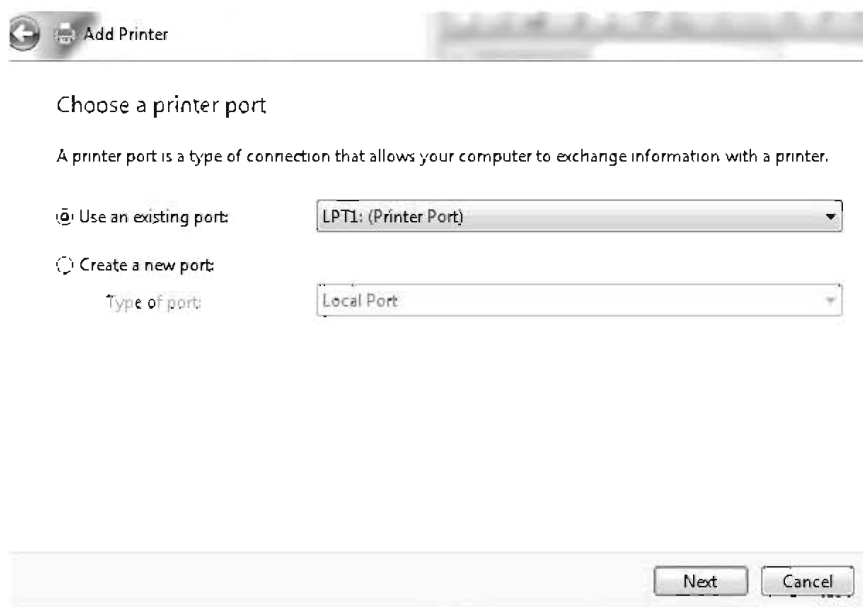 Add Printer
Choose a printer port
A printer port is a type of connection that allows your computer to exchange information with a printer.
Use an existing port: LPT1: (Printer Port)
Create a new port:
Type of port: Local Port
Next Cancel